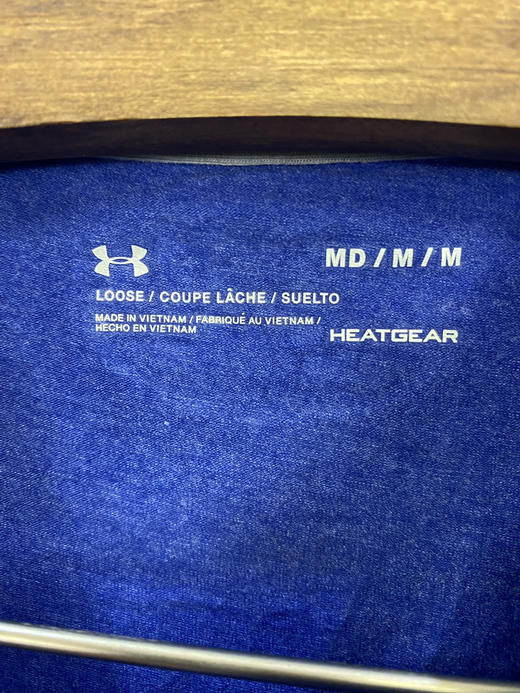 MD / M / M
LOOSE / COUPE LÂCHE / SUELTO
MADE IN VIETNAM / FABRIQUÉ AU VIETNAM /
HECHO EN VIETNAM
HEATGEAR